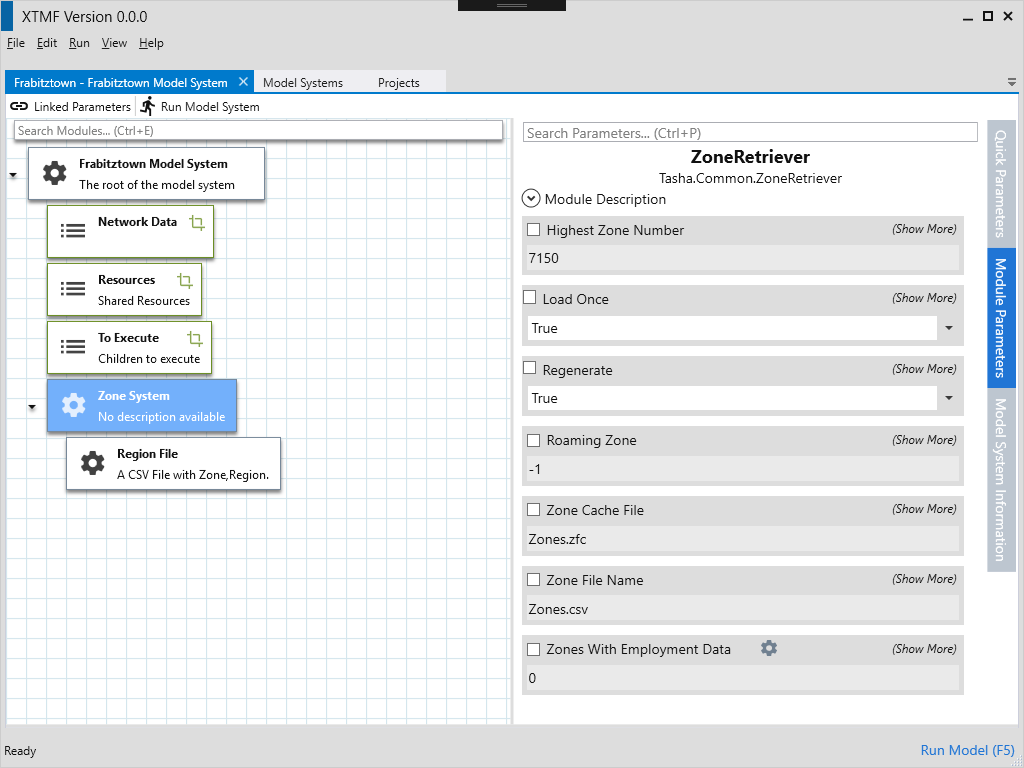 XTMF Version 0.0.0
File Edit Run View Help
Frabitztown - Frabitztown Model System Model Systems Projects
Linked Parameters Run Model System
Search Modules... (Ctrl+E)
Frabitztown Model System
The root of the model system
Network Data
Resources
Shared Resources
To Execute
Children to execute
Zone System
No description available
Region File
A CSV File with Zone,Region.
Search Parameters... (Ctrl+P)
ZoneRetriever
Tasha.Common.ZoneRetriever
Module Description
Highest Zone Number (Show More)
7150
Load Once (Show More)
True
Regenerate (Show More)
True
Roaming Zone (Show More)
-1
Zone Cache File (Show More)
Zones.zfc
Zone File Name (Show More)
Zones.csv
Zones With Employment Data (Show More)
0
Quick Parameters
Module Parameters
Model System Information
Ready
Run Model (F5)